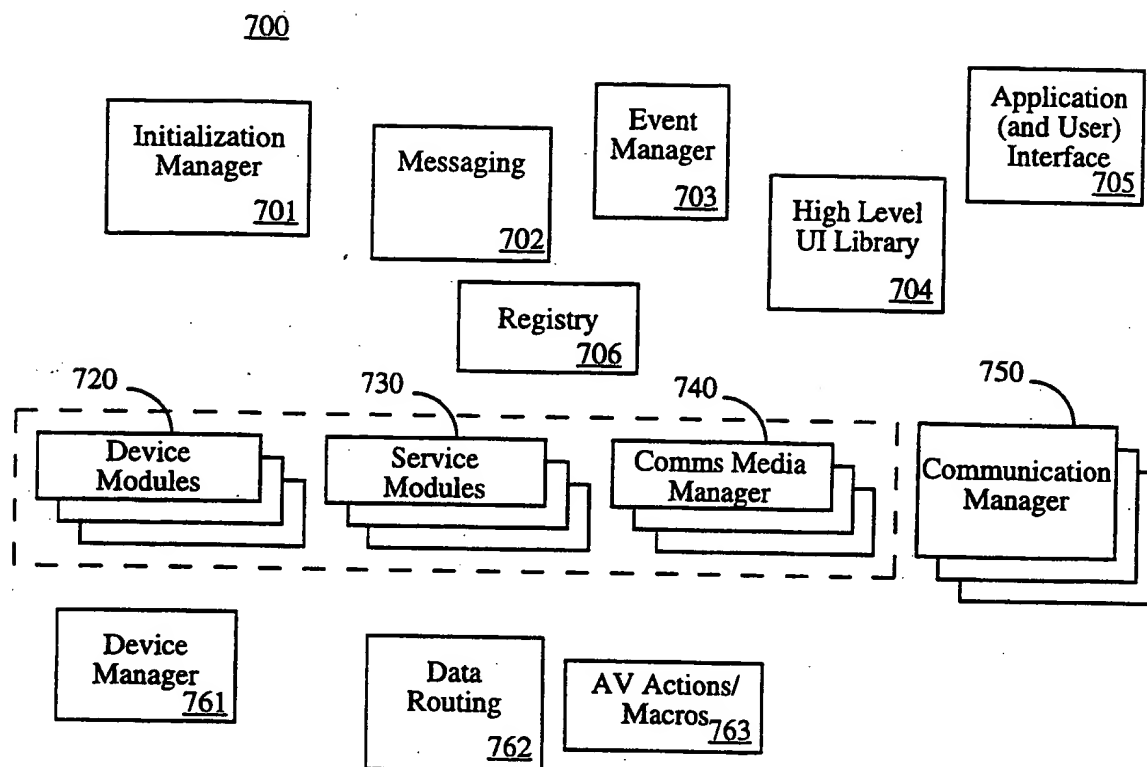 700
Initialization
Manager
701
Messaging
702
Event
Manager
703
High Level
UI Library
704
Application
(and User)
Interface
705
Registry
706
720
730
740
750
Device
Modules
Service
Modules
Comms Media
Manager
Communication
Manager
Device
Manager
761
Data
Routing
762
AV Actions/
Macros
763